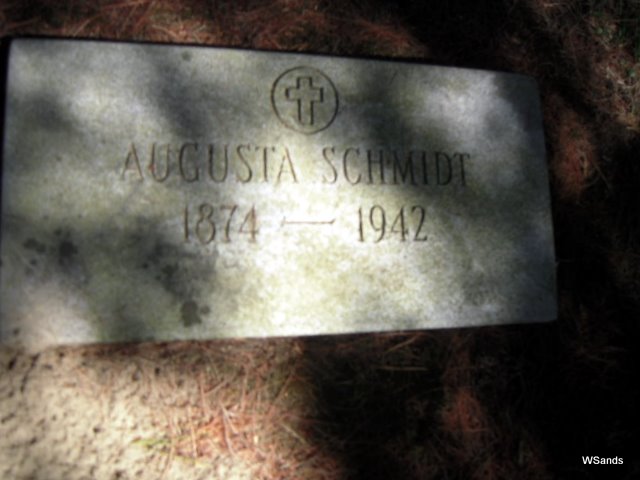 AUGUSTA SCHMIDT
1874 — 1942
WSands